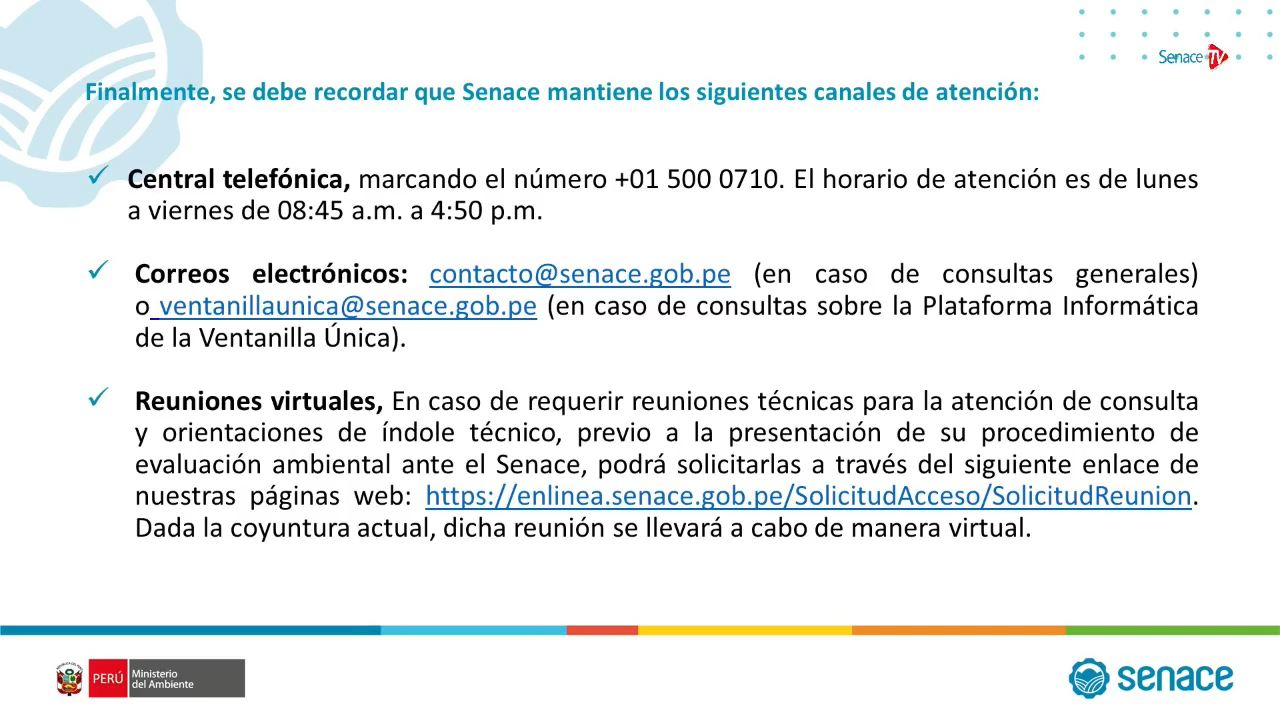 Senace TV
Finalmente, se debe recordar que Senace mantiene los siguientes canales de atención:
Central telefónica, marcando el número +01 500 0710. El horario de atención es de lunes
a viernes de 08:45 a.m. a 4:50 p.m.
Correos electrónicos: contacto@senace.gob.pe (en caso de consultas generales)
o ventanillaunica@senace.gob.pe (en caso de consultas sobre la Plataforma Informática
de la Ventanilla Única).
Reuniones virtuales, En caso de requerir reuniones técnicas para la atención de consulta
y orientaciones de índole técnico, previo a la presentación de su procedimiento de
evaluación ambiental ante el Senace, podrá solicitarlas a través del siguiente enlace de
nuestras páginas web: https://enlinea.senace.gob.pe/SolicitudAcceso/SolicitudReunion.
Dada la coyuntura actual, dicha reunión se llevará a cabo de manera virtual.
PERÚ
Ministerio
del Ambiente
senace